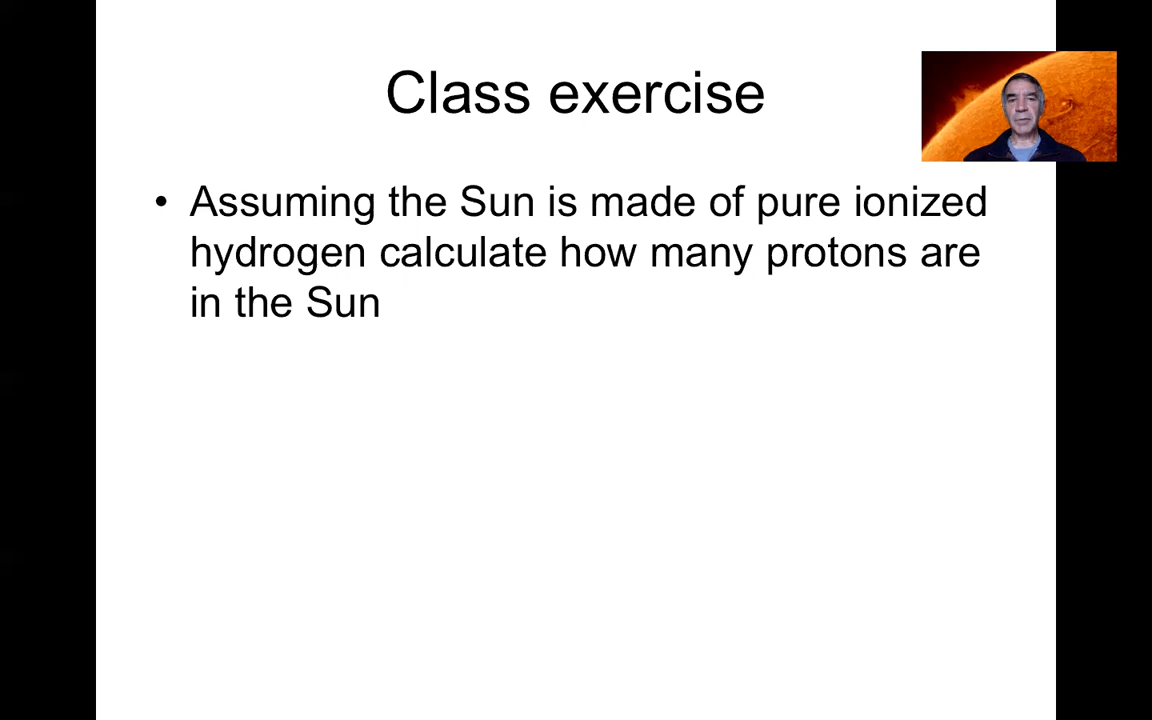 Class exercise
• Assuming the Sun is made of pure ionized
hydrogen calculate how many protons are
in the Sun